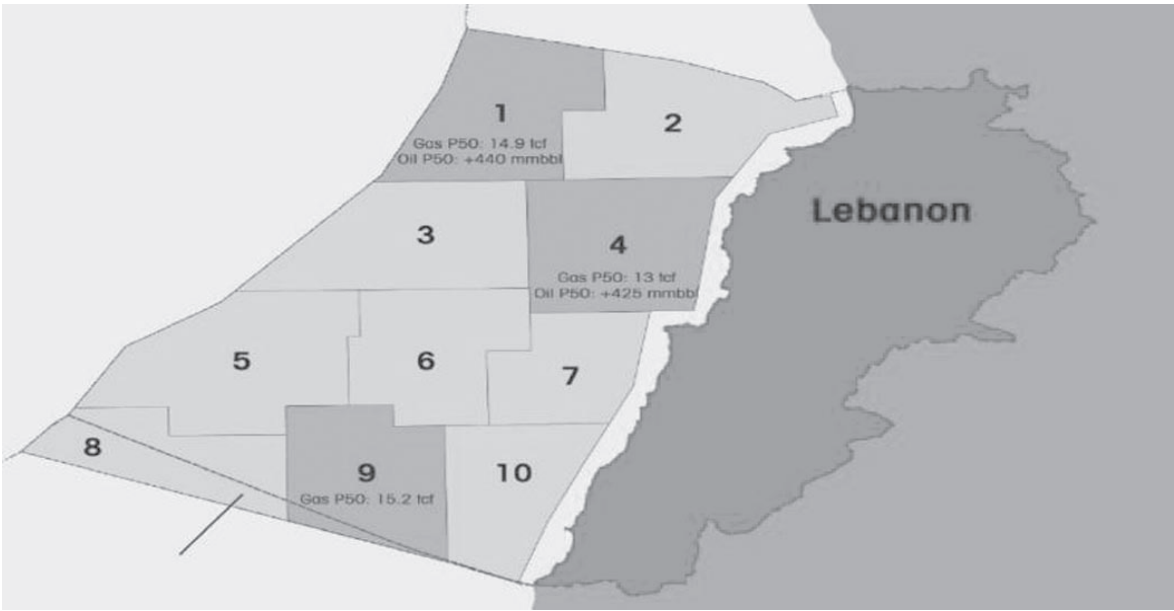 1
Gas P50: 14.9 tcf
Oil P50: +440 mmbbl
2
Lebanon
3
4
Gas P50: 13 tcf
Oil P50: +425 mmbbl
5
6
7
8
9
Gas P50: 15.2 tcf
10